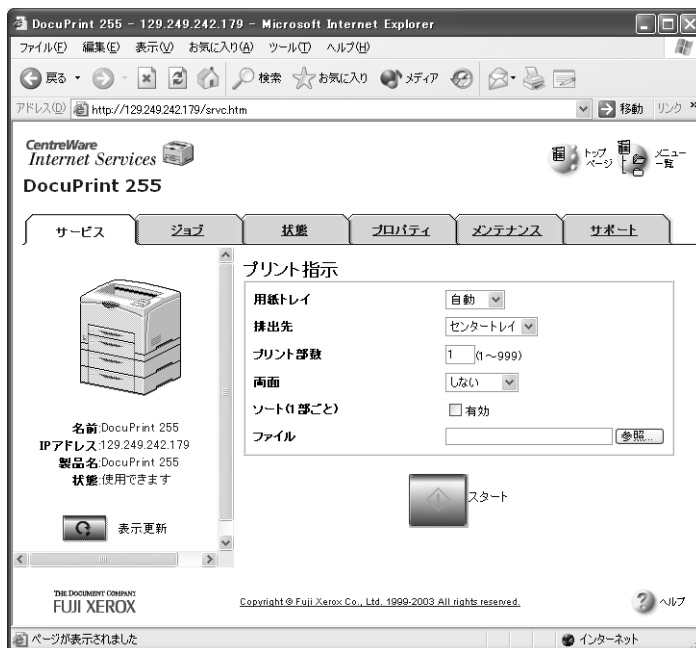 DocuPrint 255 - 129.249.242.179 - Microsoft Internet Explorer
ファイル(F) 編集(E) 表示(V) お気に入り(A) ツール(T) ヘルプ(H)
戻る 検索 お気に入り メディア
アドレス(D) http://129.249.242.179/srvc.htm 移動 リンク »
CentreWare
Internet Services
DocuPrint 255
トップ
ページ
メニュー
一覧
サービス ジョブ 状態 プロパティ メンテナンス サポート
プリント指示
用紙トレイ 自動
排出先 センタートレイ
プリント部数 1 (1~999)
両面 しない
ソート(1部ごと) 有効
ファイル 参照...
スタート
名前:DocuPrint 255
IPアドレス:129.249.242.179
製品名:DocuPrint 255
状態:使用できます
表示更新
THE DOCUMENT COMPANY
FUJI XEROX
Copyright © Fuji Xerox Co., Ltd. 1999-2003 All rights reserved.
ヘルプ
ページが表示されました インターネット